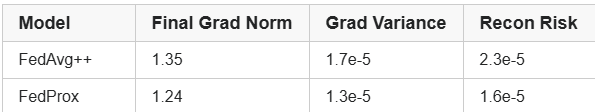 Model Final Grad Norm Grad Variance Recon Risk
FedAvg++ 1.35 1.7e-5 2.3e-5
FedProx 1.24 1.3e-5 1.6e-5